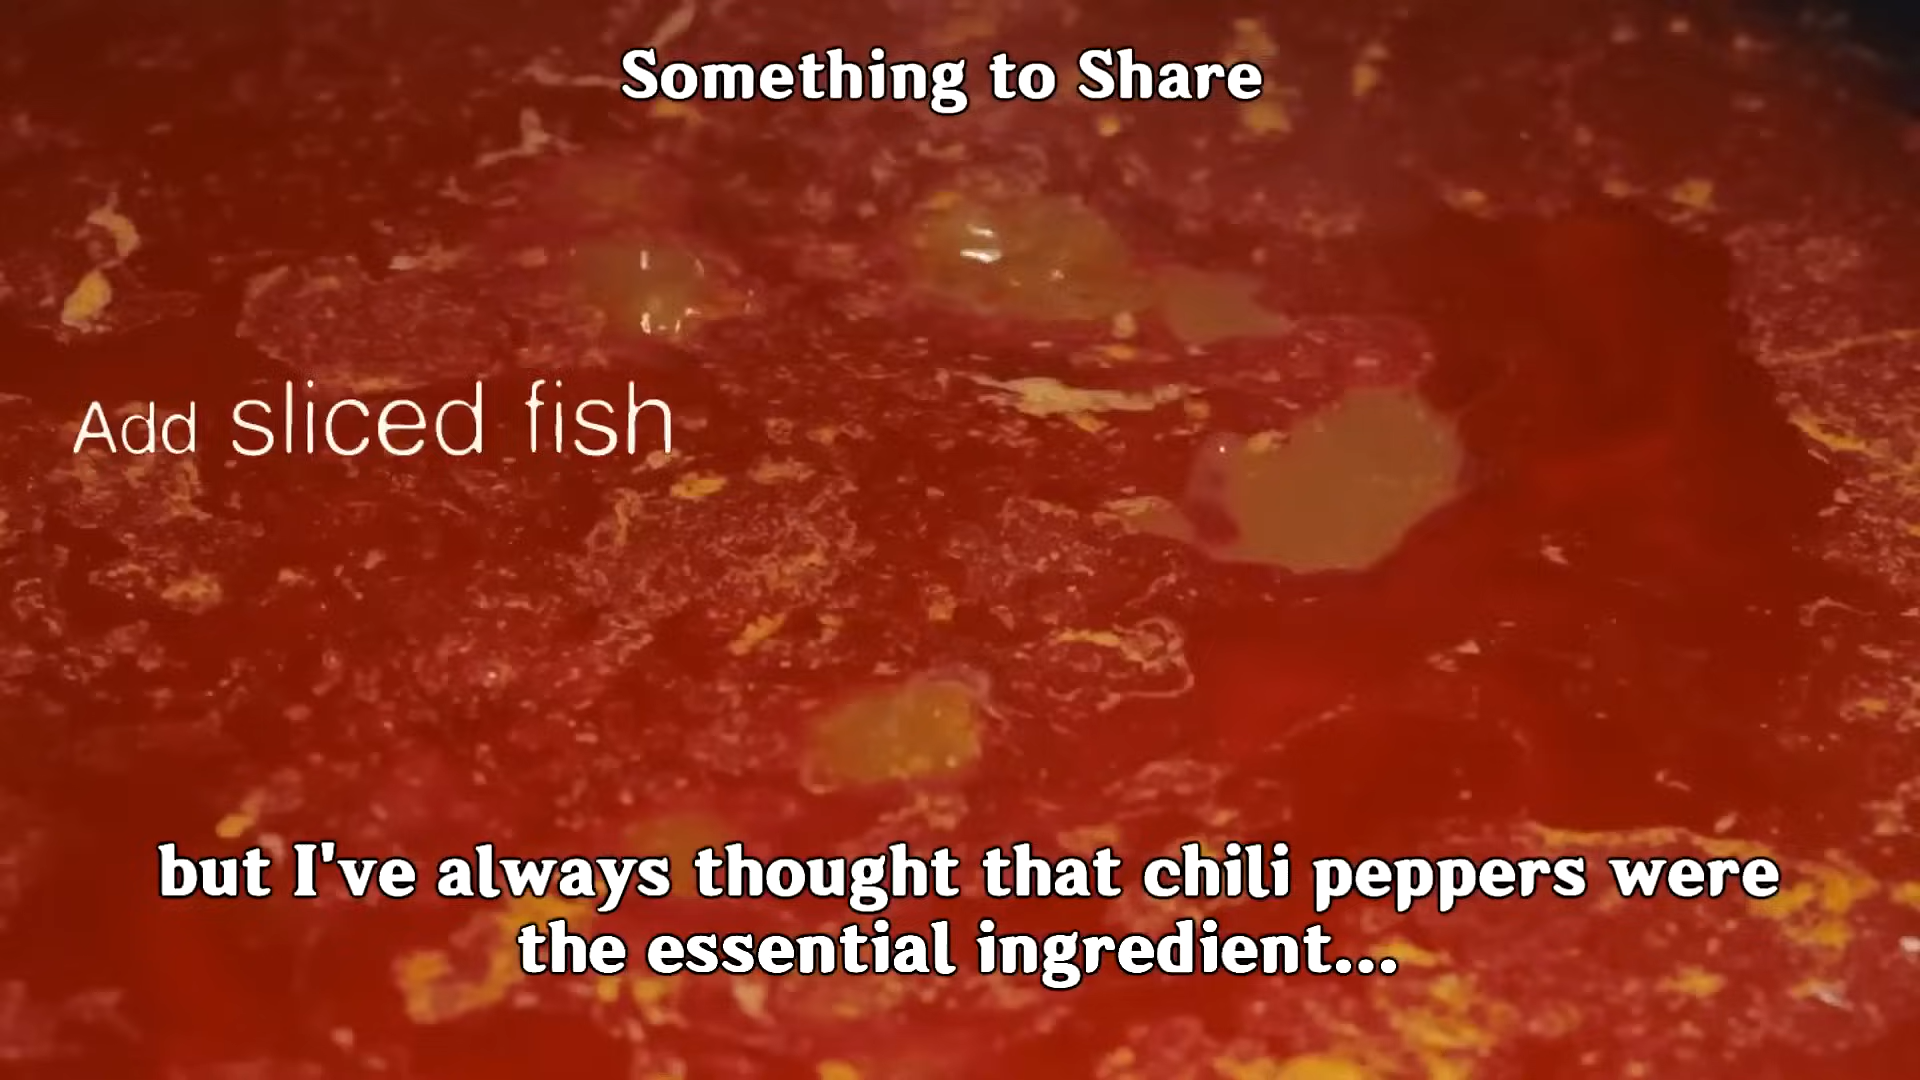 Something to Share
Add sliced fish
but I've always thought that chili peppers were
the essential ingredient...